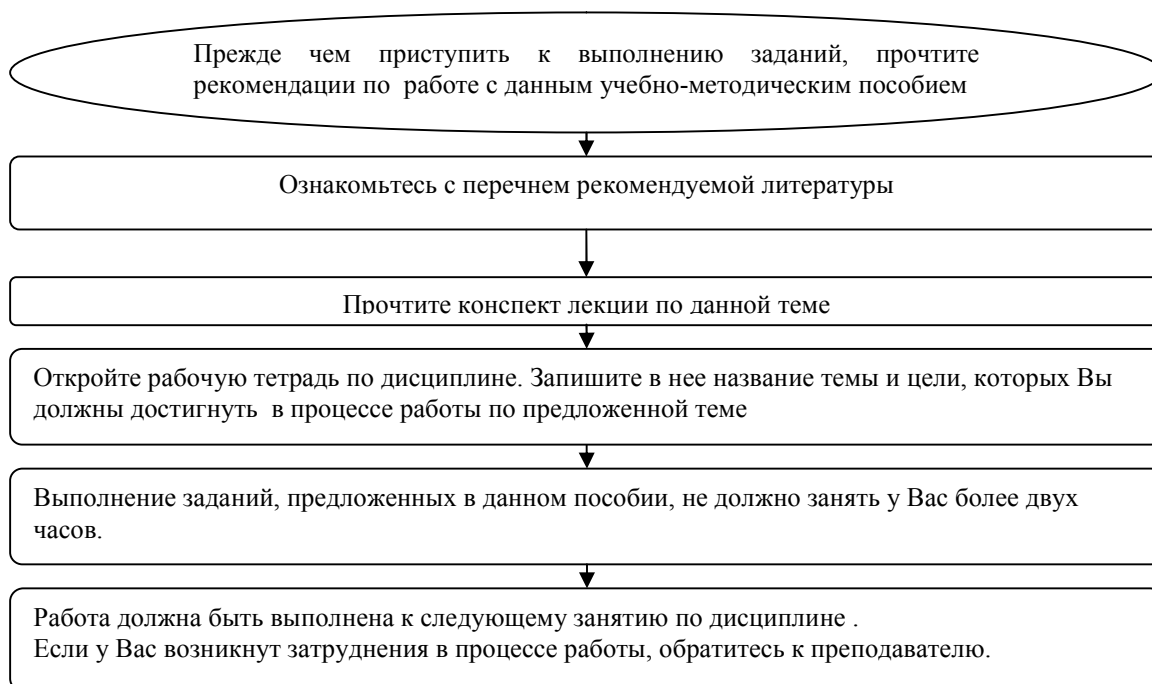 Прежде чем приступить к выполнению заданий, прочтите
рекомендации по работе с данным учебно-методическим пособием
Ознакомьтесь с перечнем рекомендуемой литературы
Прочтите конспект лекции по данной теме
Откройте рабочую тетрадь по дисциплине. Запишите в нее название темы и цели, которых Вы
должны достигнуть в процессе работы по предложенной теме
Выполнение заданий, предложенных в данном пособии, не должно занять у Вас более двух
часов.
Работа должна быть выполнена к следующему занятию по дисциплине .
Если у Вас возникнут затруднения в процессе работы, обратитесь к преподавателю.